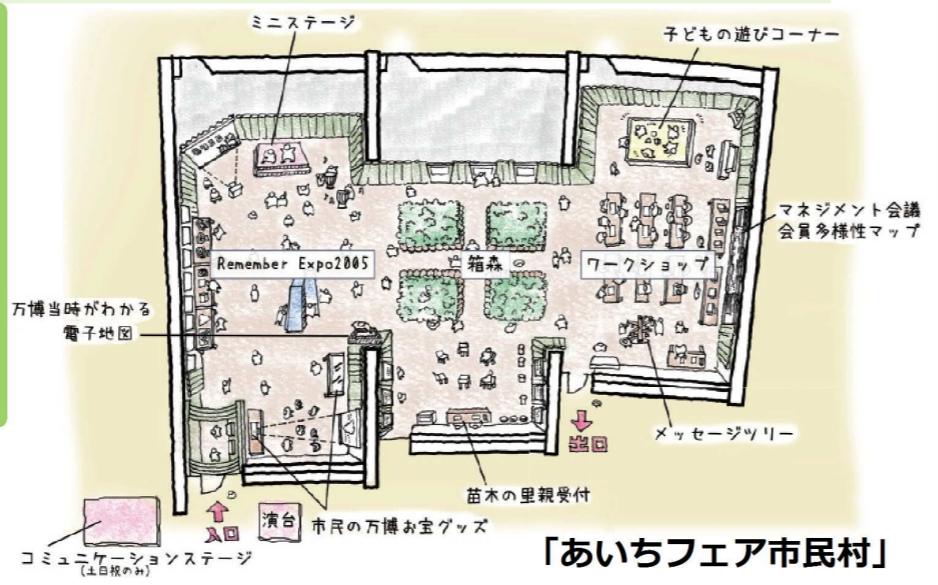 ミニステージ
子どもの遊びコーナー
マネジメント会議
会員多様性マップ
Remember Expo2005
箱森
ワークショップ
万博当時がわかる
電子地図
メッセージツリー
出口
苗木の里親受付
入口
演台
市民の万博お宝グッズ
コミュニケーションステージ
(土日祝のみ)
「あいちフェア市民村」